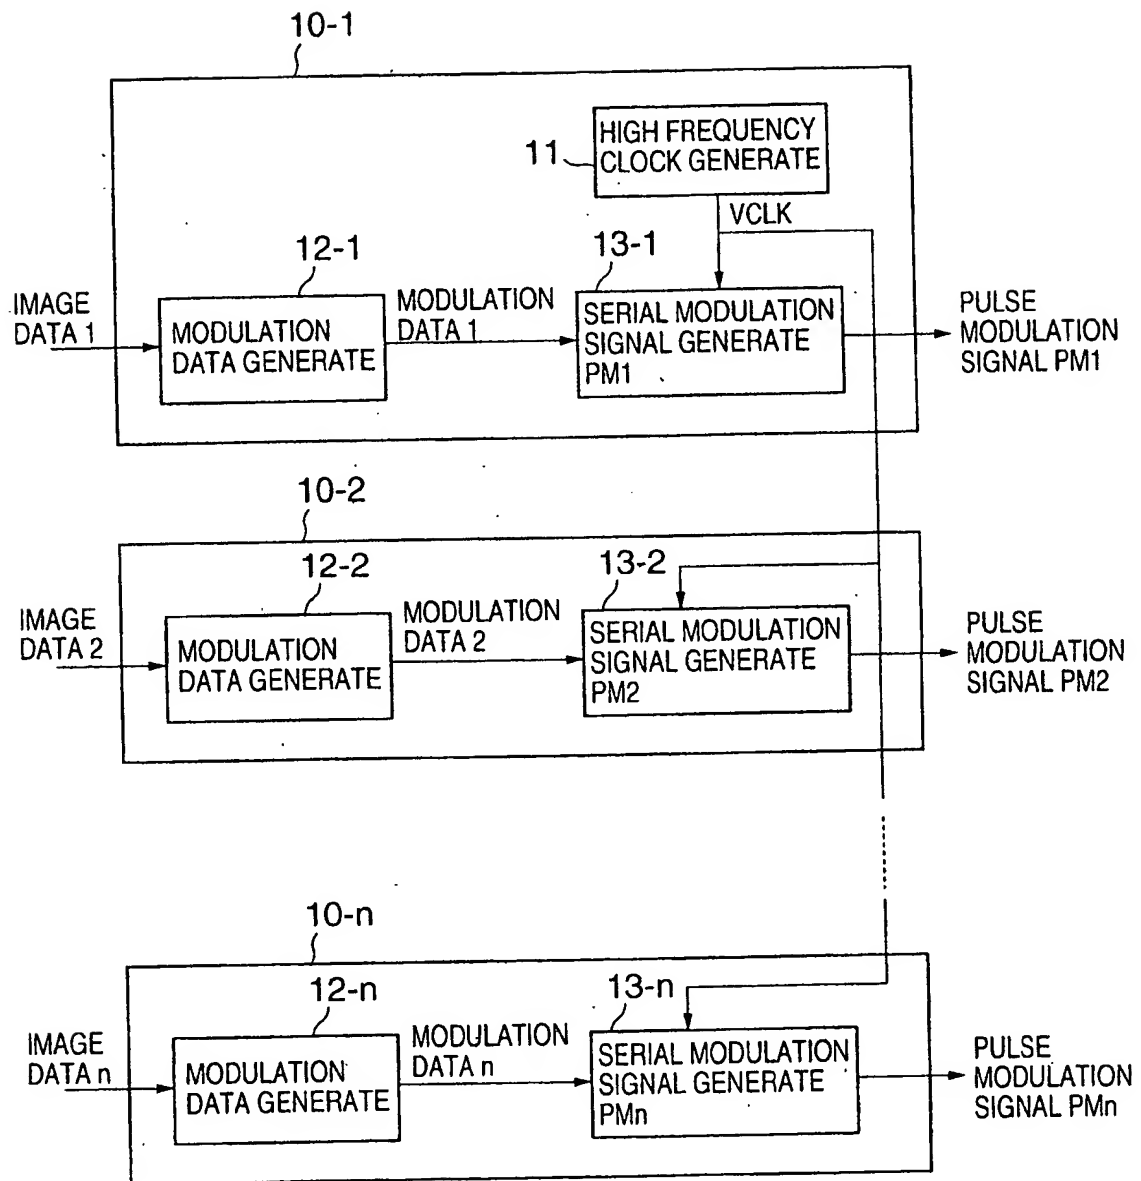 10-1
HIGH FREQUENCY
CLOCK GENERATE
11
VCLK
12-1
13-1
IMAGE
DATA 1
MODULATION
DATA GENERATE
MODULATION
DATA 1
SERIAL MODULATION
SIGNAL GENERATE
PM1
PULSE
MODULATION
SIGNAL PM1
10-2
12-2
13-2
IMAGE
DATA 2
MODULATION
DATA GENERATE
MODULATION
DATA 2
SERIAL MODULATION
SIGNAL GENERATE
PM2
PULSE
MODULATION
SIGNAL PM2
10-n
12-n
13-n
IMAGE
DATA n
MODULATION
DATA GENERATE
MODULATION
DATA n
SERIAL MODULATION
SIGNAL GENERATE
PMn
PULSE
MODULATION
SIGNAL PMn